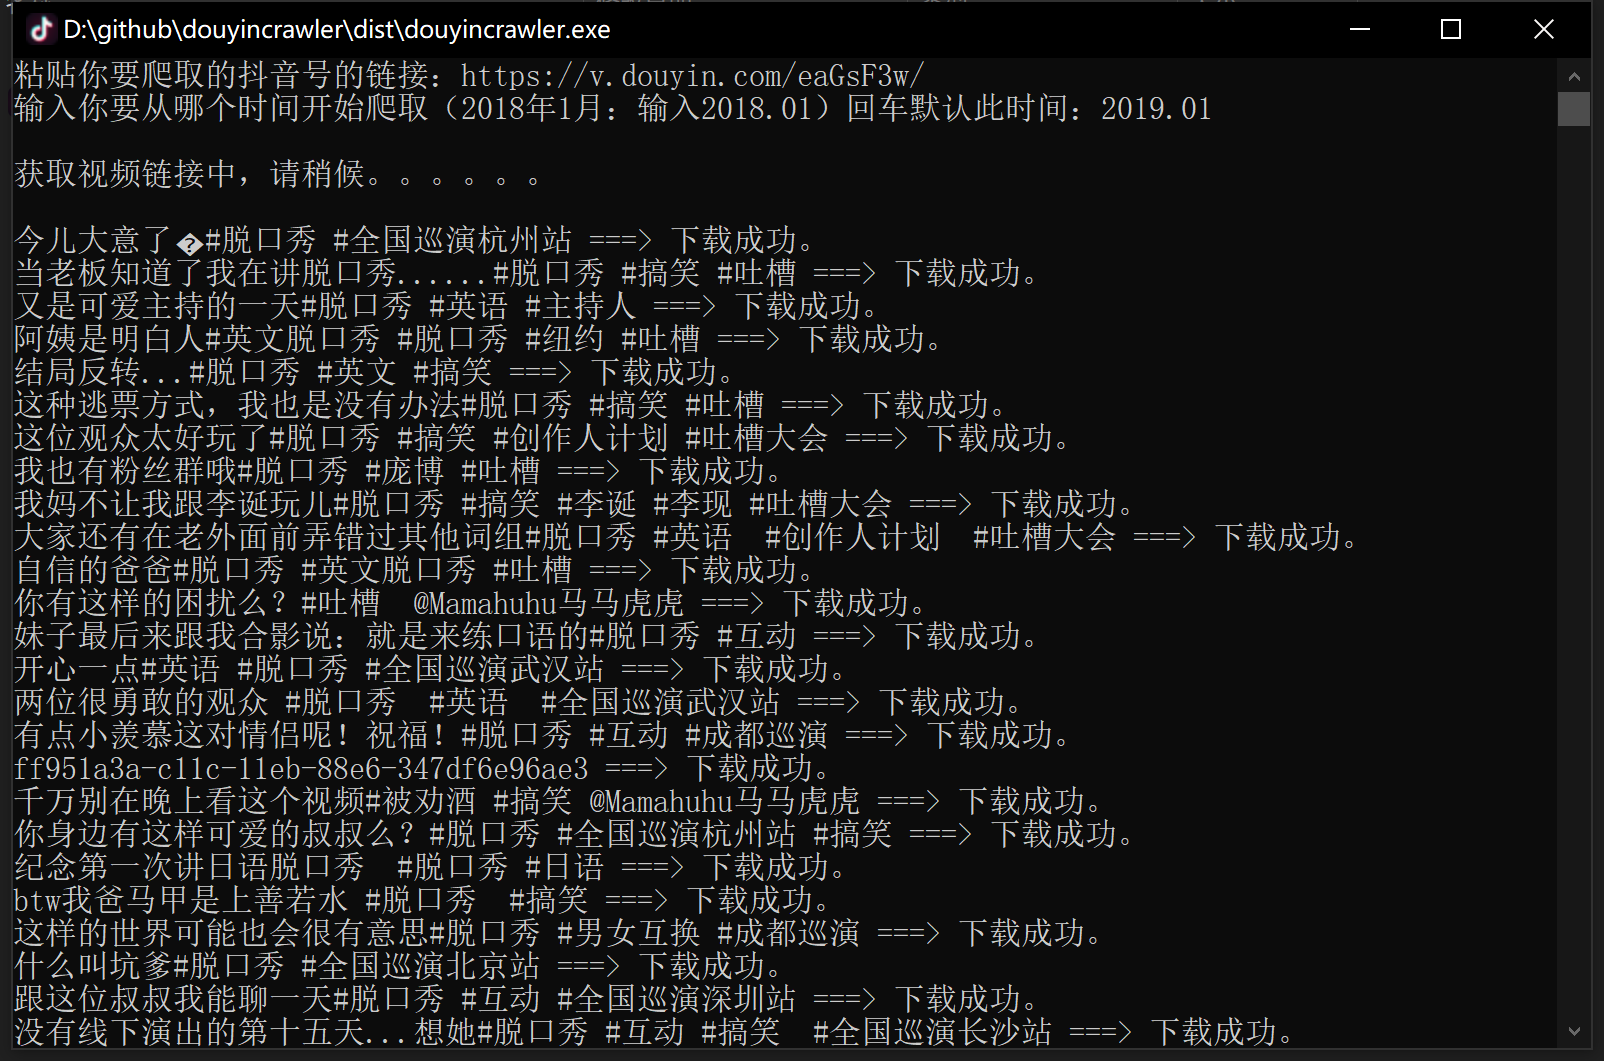 D:\github\douyincrawler\dist\douyincrawler.exe
粘贴你要爬取的抖音号的链接：https://v.douyin.com/eaGsF3w/
输入你要从哪个时间开始爬取（2018年1月：输入2018.01）回车默认此时间：2019.01
获取视频链接中，请稍候。。。。。。
今儿大意了�#脱口秀 #全国巡演杭州站 ===> 下载成功。
当老板知道了我在讲脱口秀......#脱口秀 #搞笑 #吐槽 ===> 下载成功。
又是可爱主持的一天#脱口秀 #英语 #主持人 ===> 下载成功。
阿姨是明白人#英文脱口秀 #脱口秀 #纽约 #吐槽 ===> 下载成功。
结局反转...#脱口秀 #英文 #搞笑 ===> 下载成功。
这种逃票方式，我也是没有办法#脱口秀 #搞笑 #吐槽 ===> 下载成功。
这位观众太好玩了#脱口秀 #搞笑 #创作人计划 #吐槽大会 ===> 下载成功。
我也有粉丝群哦#脱口秀 #庞博 #吐槽 ===> 下载成功。
我妈不让我跟李诞玩儿#脱口秀 #搞笑 #李诞 #李现 #吐槽大会 ===> 下载成功。
大家还有在老外面前弄错过其他词组#脱口秀 #英语  #创作人计划  #吐槽大会 ===> 下载成功。
自信的爸爸#脱口秀 #英文脱口秀 #吐槽 ===> 下载成功。
你有这样的困扰么？#吐槽  @Mamahuhu马马虎虎 ===> 下载成功。
妹子最后来跟我合影说：就是来练口语的#脱口秀 #互动 ===> 下载成功。
开心一点#英语 #脱口秀 #全国巡演武汉站 ===> 下载成功。
两位很勇敢的观众 #脱口秀  #英语  #全国巡演武汉站 ===> 下载成功。
有点小羡慕这对情侣呢！祝福！#脱口秀 #互动 #成都巡演 ===> 下载成功。
ff951a3a-c11c-11eb-88e6-347df6e96ae3 ===> 下载成功。
千万别在晚上看这个视频#被劝酒 #搞笑 @Mamahuhu马马虎虎 ===> 下载成功。
你身边有这样可爱的叔叔么？#脱口秀 #全国巡演杭州站 #搞笑 ===> 下载成功。
纪念第一次讲日语脱口秀  #脱口秀 #日语 ===> 下载成功。
btw我爸马甲是上善若水 #脱口秀  #搞笑 ===> 下载成功。
这样的世界可能也会很有意思#脱口秀 #男女互换 #成都巡演 ===> 下载成功。
什么叫坑爹#脱口秀 #全国巡演北京站 ===> 下载成功。
跟这位叔叔我能聊一天#脱口秀 #互动 #全国巡演深圳站 ===> 下载成功。
没有线下演出的第十五天...想她#脱口秀 #互动 #搞笑  #全国巡演长沙站 ===> 下载成功。